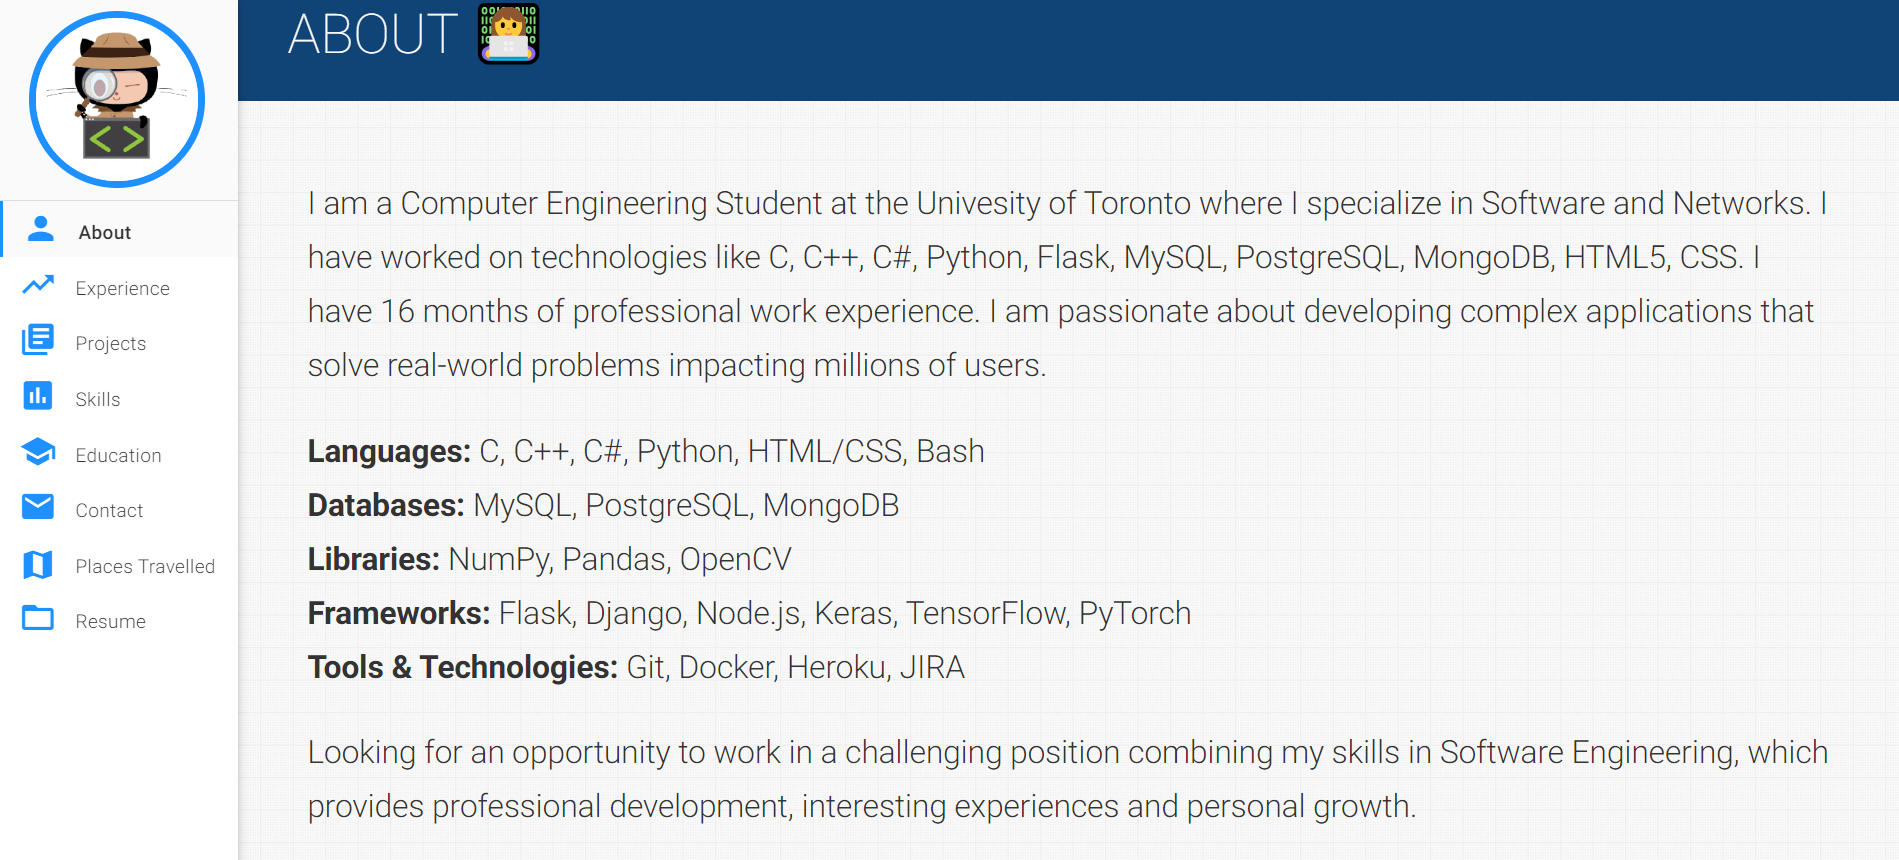 ABOUT
About
Experience
Projects
Skills
Education
Contact
Places Travelled
Resume
I am a Computer Engineering Student at the Univesity of Toronto where I specialize in Software and Networks. I
have worked on technologies like C, C++, C#, Python, Flask, MySQL, PostgreSQL, MongoDB, HTML5, CSS. I
have 16 months of professional work experience. I am passionate about developing complex applications that
solve real-world problems impacting millions of users.
Languages: C, C++, C#, Python, HTML/CSS, Bash
Databases: MySQL, PostgreSQL, MongoDB
Libraries: NumPy, Pandas, OpenCV
Frameworks: Flask, Django, Node.js, Keras, TensorFlow, PyTorch
Tools & Technologies: Git, Docker, Heroku, JIRA
Looking for an opportunity to work in a challenging position combining my skills in Software Engineering, which
provides professional development, interesting experiences and personal growth.